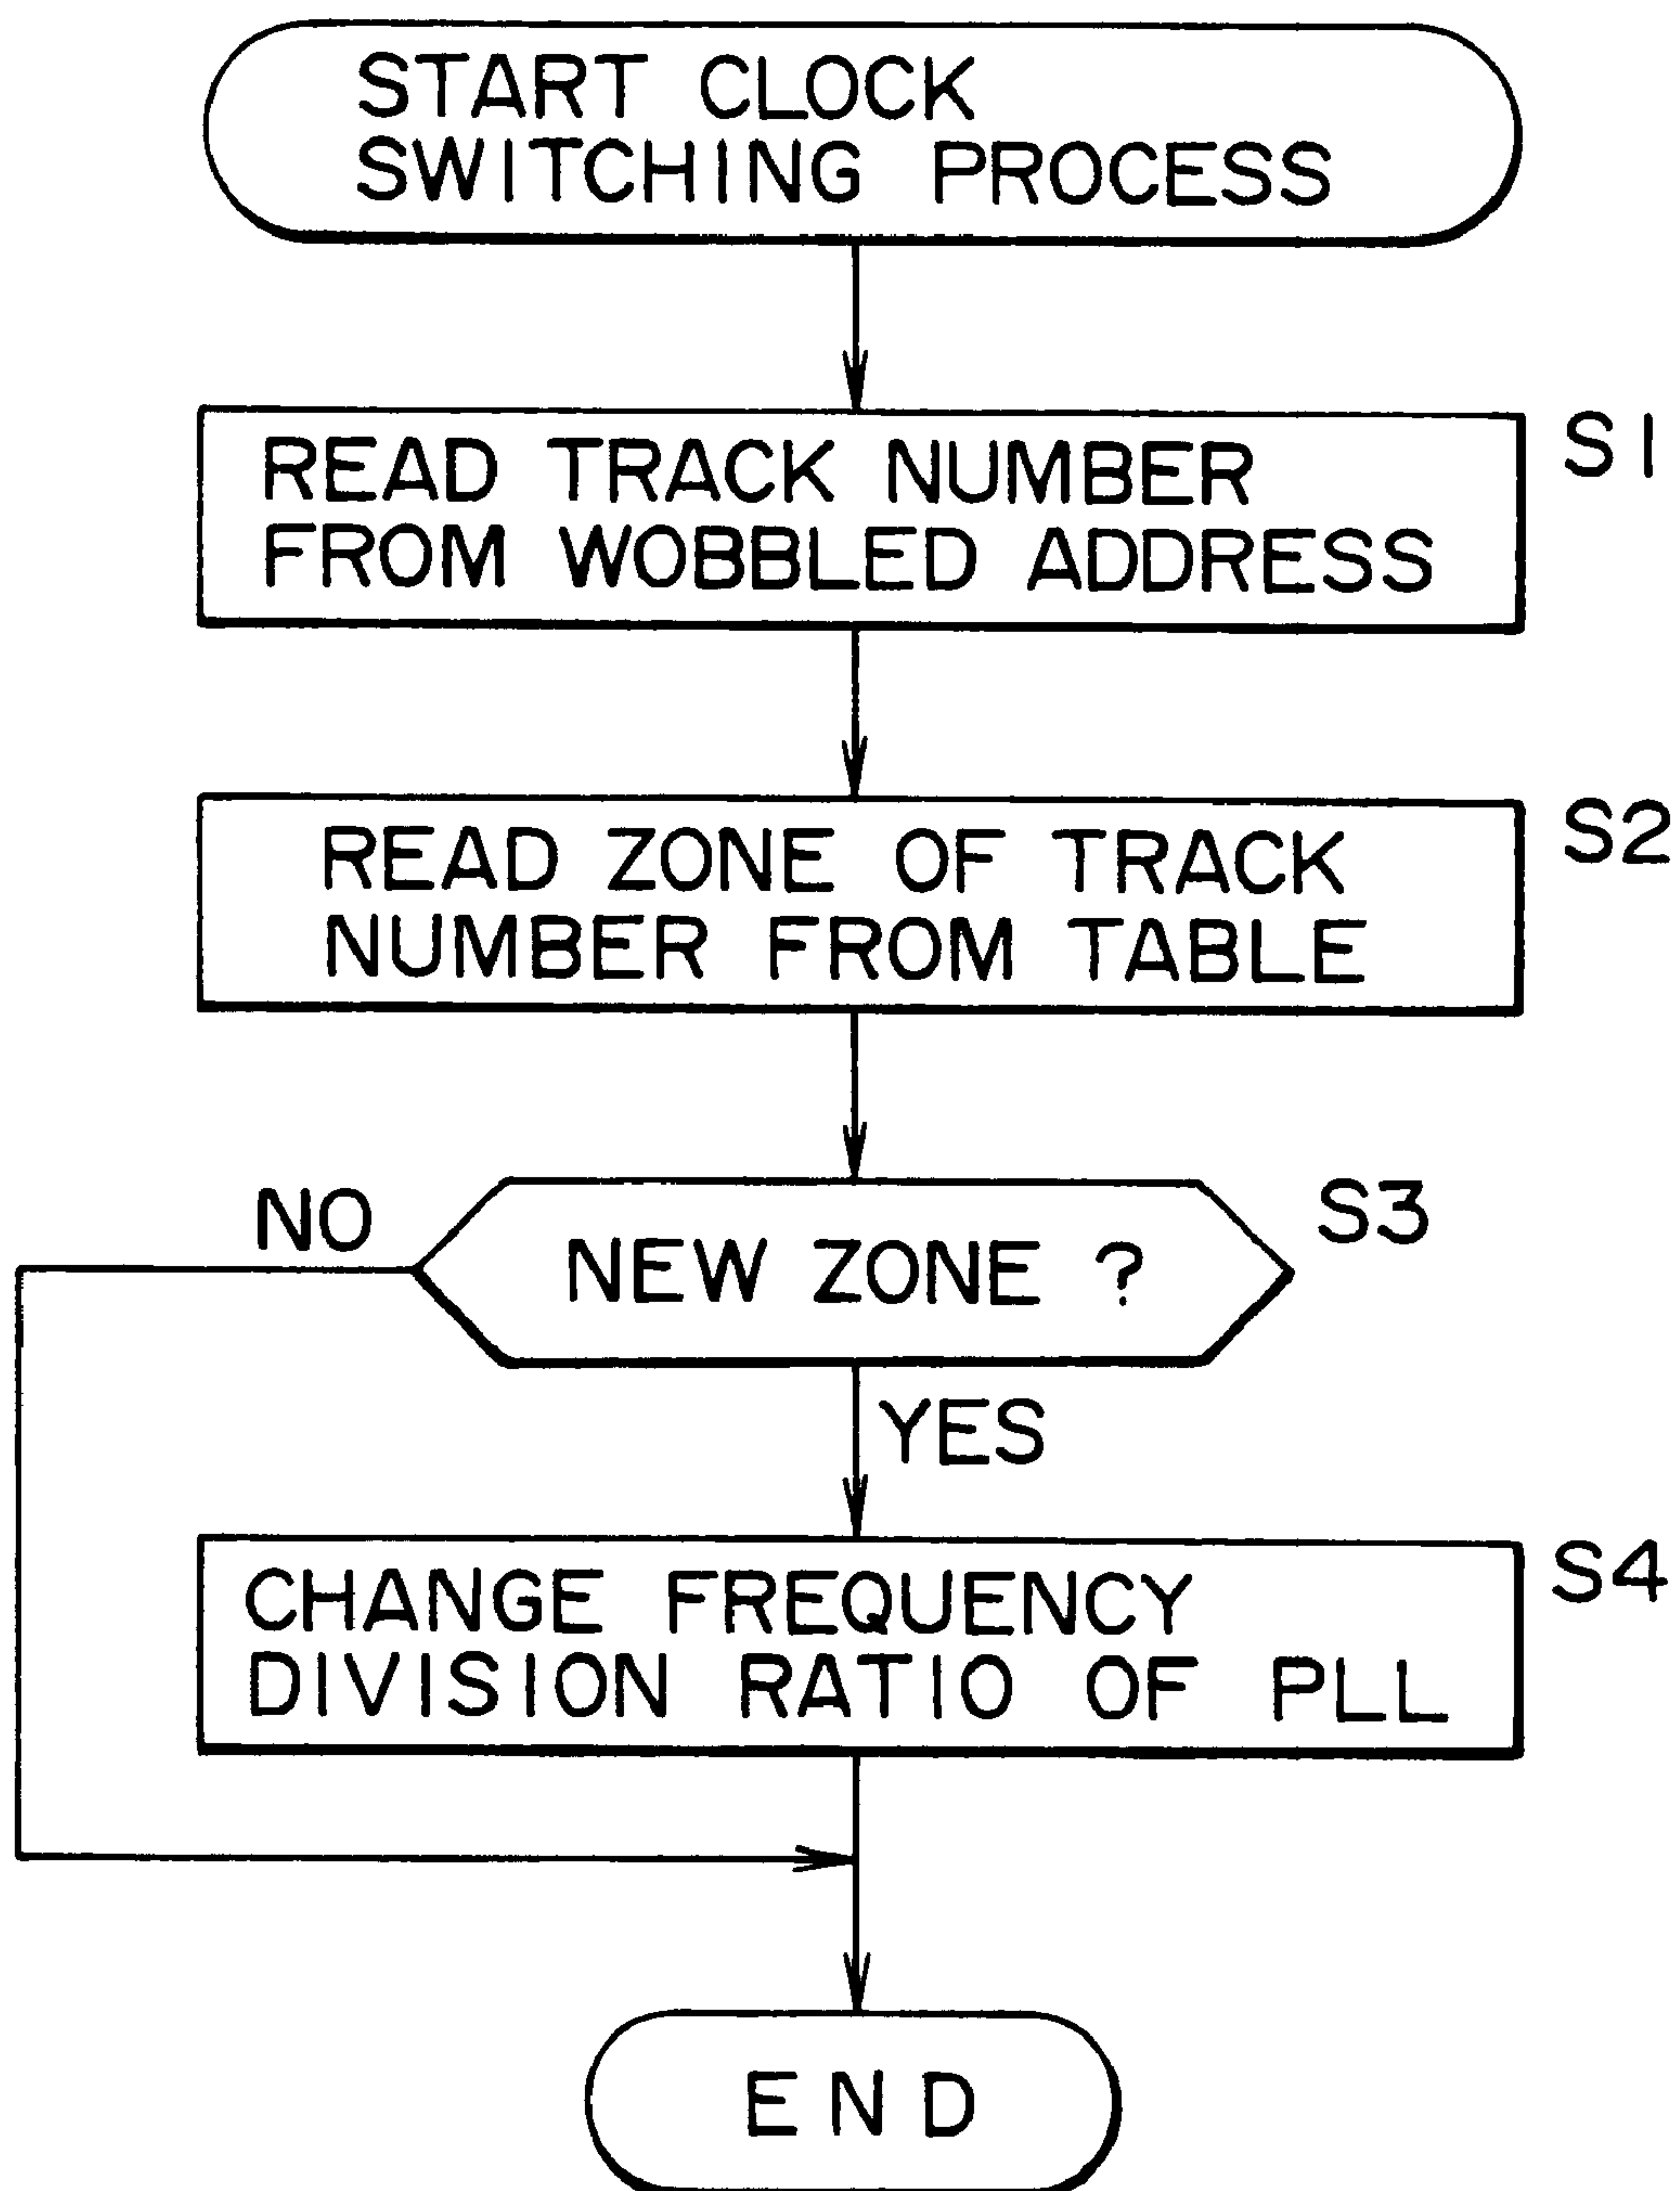 START CLOCK
SWITCHING PROCESS
READ TRACK NUMBER
FROM WOBBLED ADDRESS
S1
READ ZONE OF TRACK
NUMBER FROM TABLE
S2
NEW ZONE ?
S3
NO
YES
CHANGE FREQUENCY
DIVISION RATIO OF PLL
S4
END